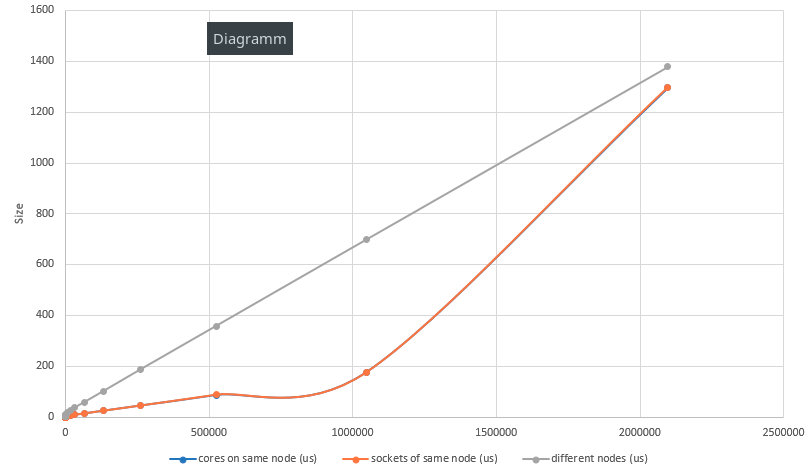 1600
Diagramm
1400
1200
1000
Size
800
600
400
200
0
0 500000 1000000 1500000 2000000 2500000
cores on same node (us) sockets of same node (us) different nodes (us)